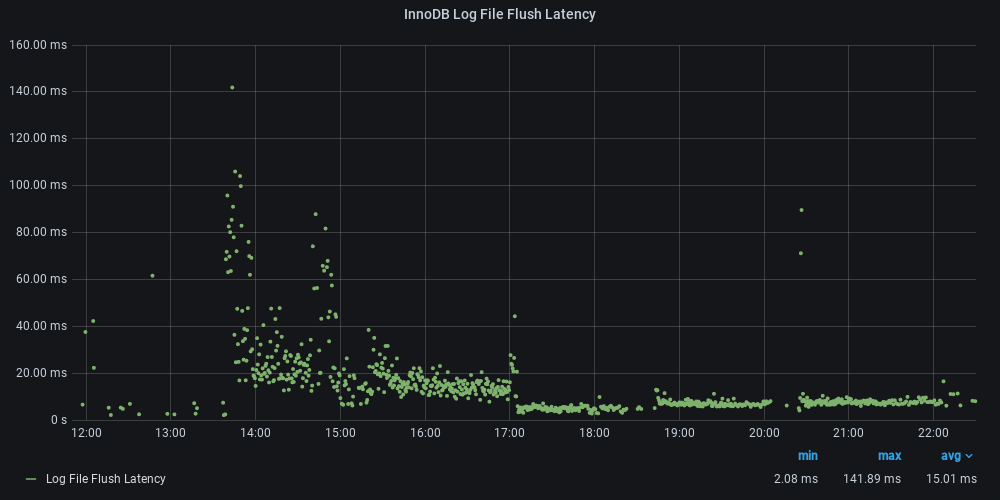 InnoDB Log File Flush Latency
160.00 ms
140.00 ms
120.00 ms
100.00 ms
80.00 ms
60.00 ms
40.00 ms
20.00 ms
0 s
12:00 13:00 14:00 15:00 16:00 17:00 18:00 19:00 20:00 21:00 22:00
min max avg
Log File Flush Latency 2.08 ms 141.89 ms 15.01 ms